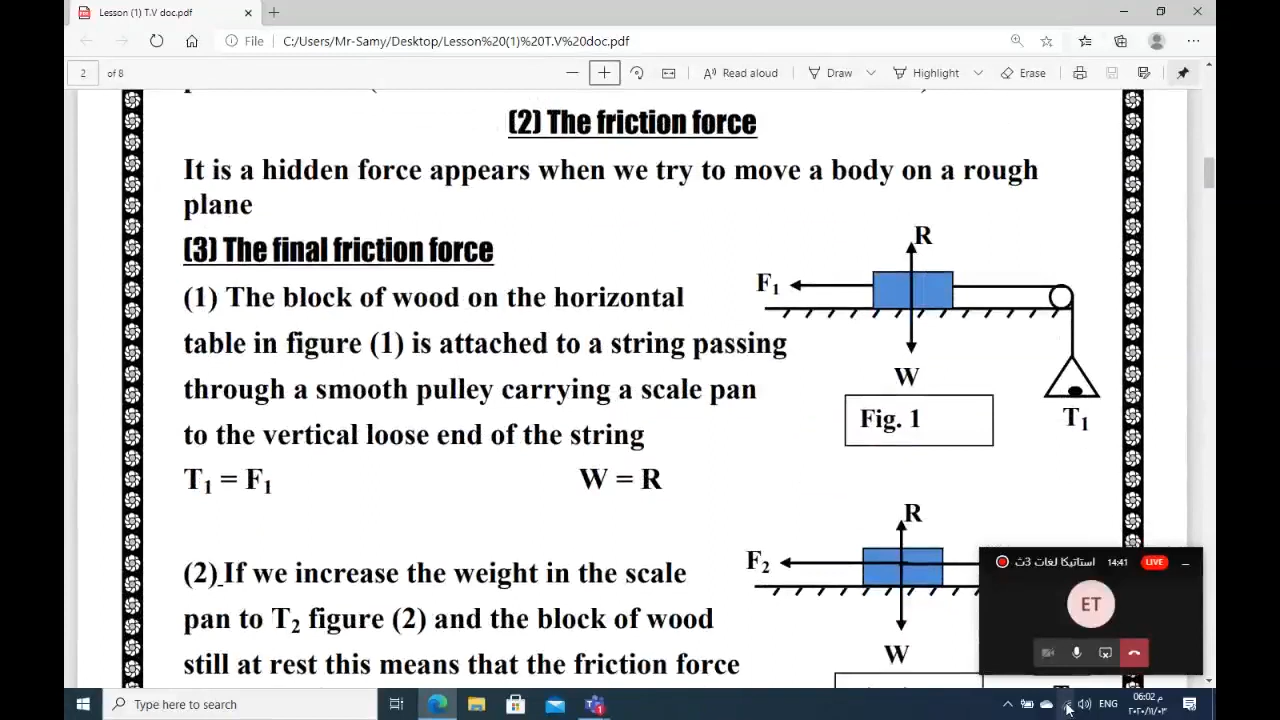 Lesson (1) T.V doc.pdf
File C:/Users/Mr-Samy/Desktop/Lesson%20(1)%20T.V%20doc.pdf
2 of 8 Read aloud Draw Highlight Erase
(2) The friction force
It is a hidden force appears when we try to move a body on a rough
plane
(3) The final friction force
(1) The block of wood on the horizontal
table in figure (1) is attached to a string passing
through a smooth pulley carrying a scale pan
to the vertical loose end of the string
T₁ = F₁ W = R
R
F₁
W
T₁
Fig. 1
(2) If we increase the weight in the scale
pan to T₂ figure (2) and the block of wood
still at rest this means that the friction force
R
F₂
W
استاتيكا لغات 3ث 14:41 LIVE
ET
Type here to search
ENG
06:02 م
٢٠٢٠/١١/٠٣